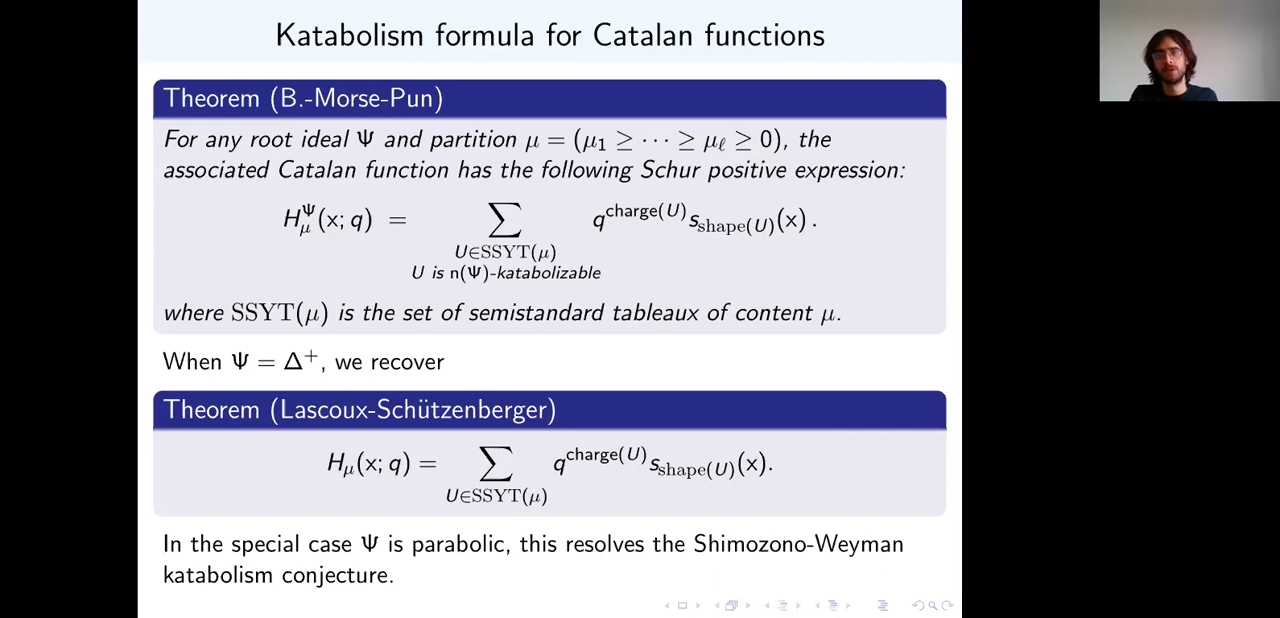 Katabolism formula for Catalan functions
Theorem (B.-Morse-Pun)
For any root ideal Ψ and partition μ = (μ₁ ≥ ⋯ ≥ μ_ℓ ≥ 0), the
associated Catalan function has the following Schur positive expression:
H_μ^Ψ(x; q) = ∑ q^{charge(U)} s_{shape(U)}(x) .
U∈SSYT(μ)
U is n(Ψ)-katabolizable
where SSYT(μ) is the set of semistandard tableaux of content μ.
When Ψ = Δ⁺, we recover
Theorem (Lascoux-Schützenberger)
H_μ(x; q) = ∑ q^{charge(U)} s_{shape(U)}(x).
U∈SSYT(μ)
In the special case Ψ is parabolic, this resolves the Shimozono-Weyman
katabolism conjecture.